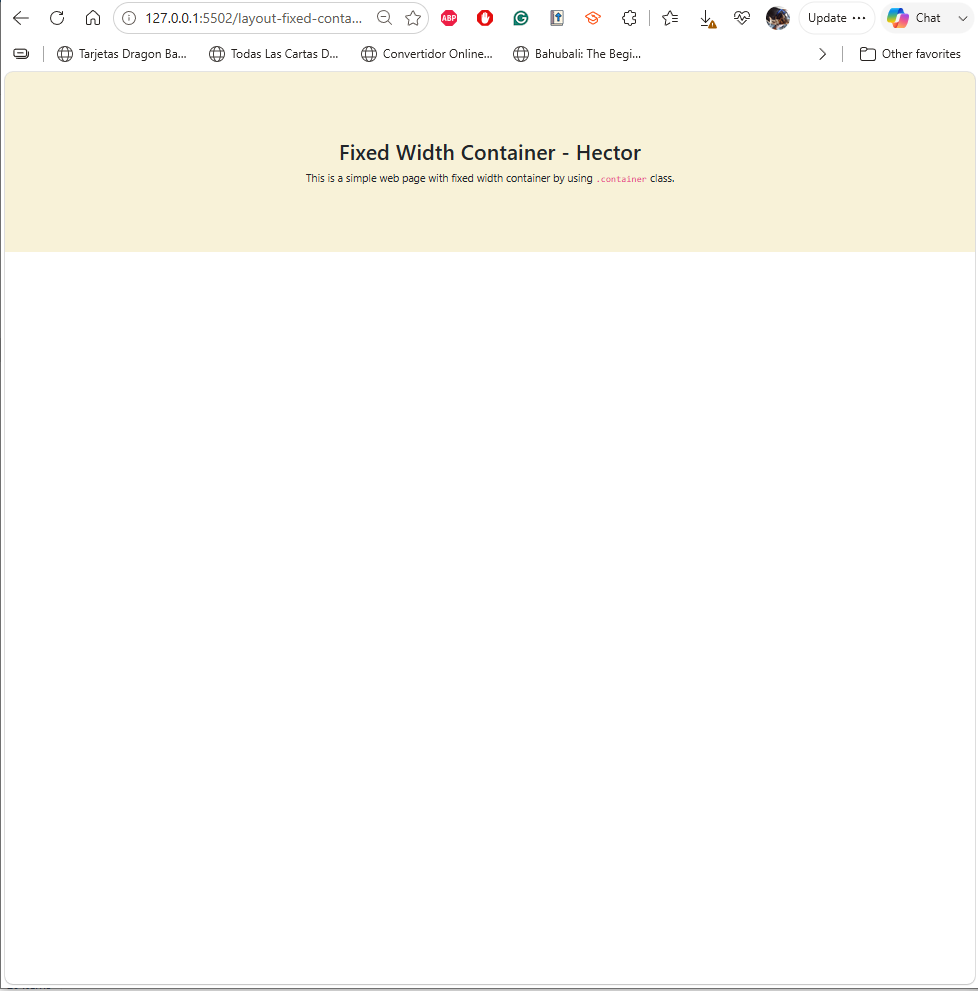 127.0.0.1:5502/layout-fixed-conta...
ABP
Update
Chat
Tarjetas Dragon Ba...
Todas Las Cartas D...
Convertidor Online...
Bahubali: The Begi...
Other favorites
Fixed Width Container - Hector
This is a simple web page with fixed width container by using .container class.